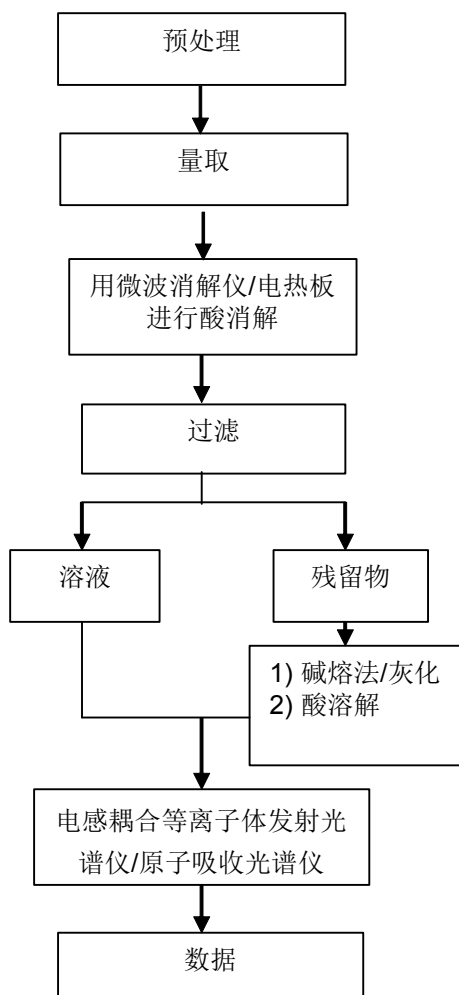 预处理
量取
用微波消解仪/电热板
进行酸消解
过滤
溶液
残留物
1) 碱熔法/灰化
2) 酸溶解
电感耦合等离子体发射光
谱仪/原子吸收光谱仪
数据